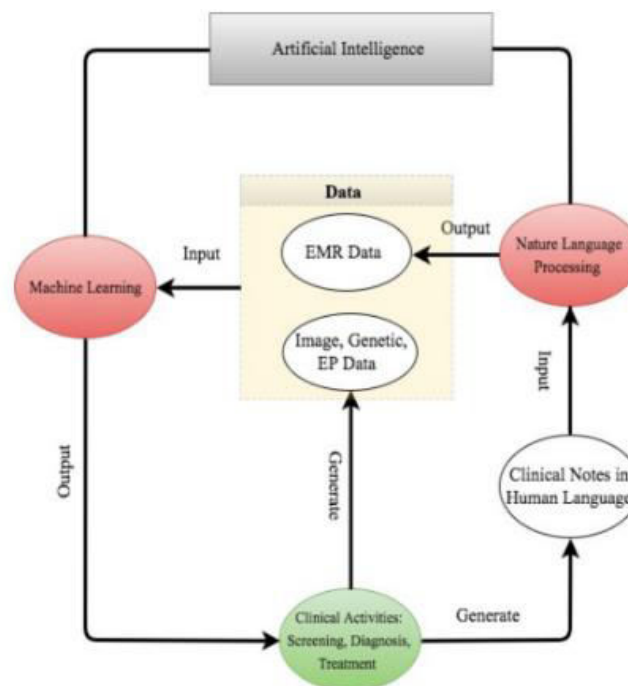 Artificial Intelligence
Data
Output
EMR Data
Nature Language
Processing
Input
Machine Learning
Image, Genetic,
EP Data
Input
Output
Generate
Clinical Notes in
Human Language
Clinical Activities:
Screening, Diagnosis,
Treatment
Generate